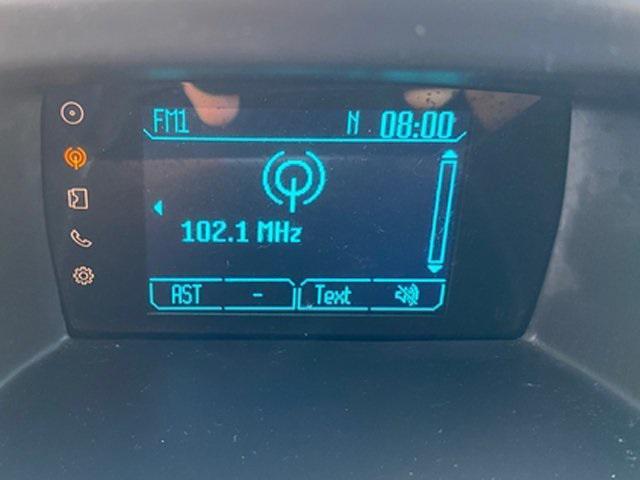 FM1 N 08:00
102.1 MHz
AST - Text